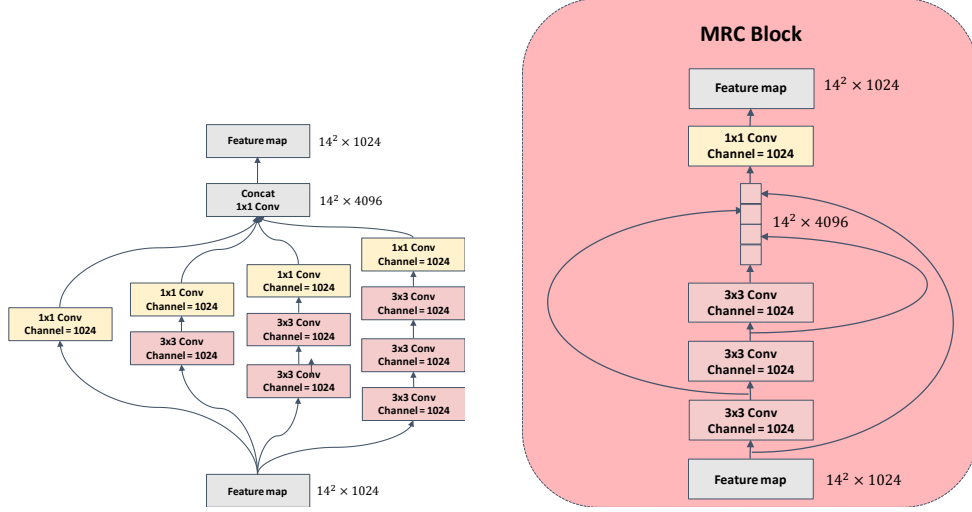 Feature map
14² × 1024
Concat
1x1 Conv
14² × 4096
1x1 Conv
Channel = 1024
1x1 Conv
Channel = 1024
3x3 Conv
Channel = 1024
1x1 Conv
Channel = 1024
3x3 Conv
Channel = 1024
3x3 Conv
Channel = 1024
1x1 Conv
Channel = 1024
3x3 Conv
Channel = 1024
3x3 Conv
Channel = 1024
3x3 Conv
Channel = 1024
Feature map
14² × 1024
MRC Block
Feature map
14² × 1024
1x1 Conv
Channel = 1024
14² × 4096
3x3 Conv
Channel = 1024
3x3 Conv
Channel = 1024
3x3 Conv
Channel = 1024
Feature map
14² × 1024